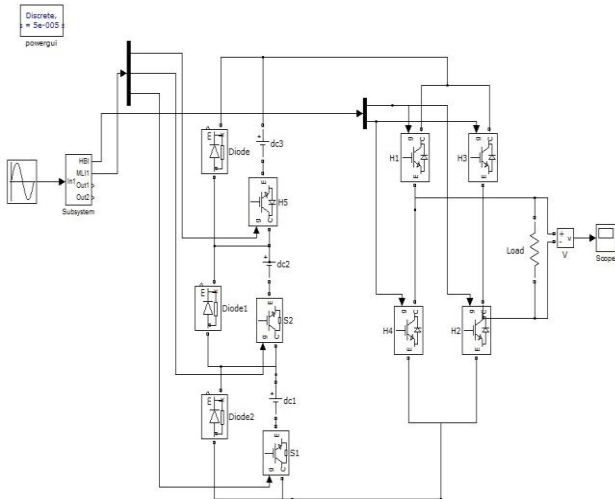 Discrete,
s = 5e-005
powergui
HBI
MLI1
In1
Out1
Out2
Subsystem
E
Diode
+
dc3
E
H5
g
C
+
dc2
E
Diode1
E
S2
g
C
+
dc1
E
Diode2
E
S1
g
C
g
C
H1
E
g
C
H3
E
+
-
v
V
Scope
Load
g
C
H4
E
g
C
H2
E